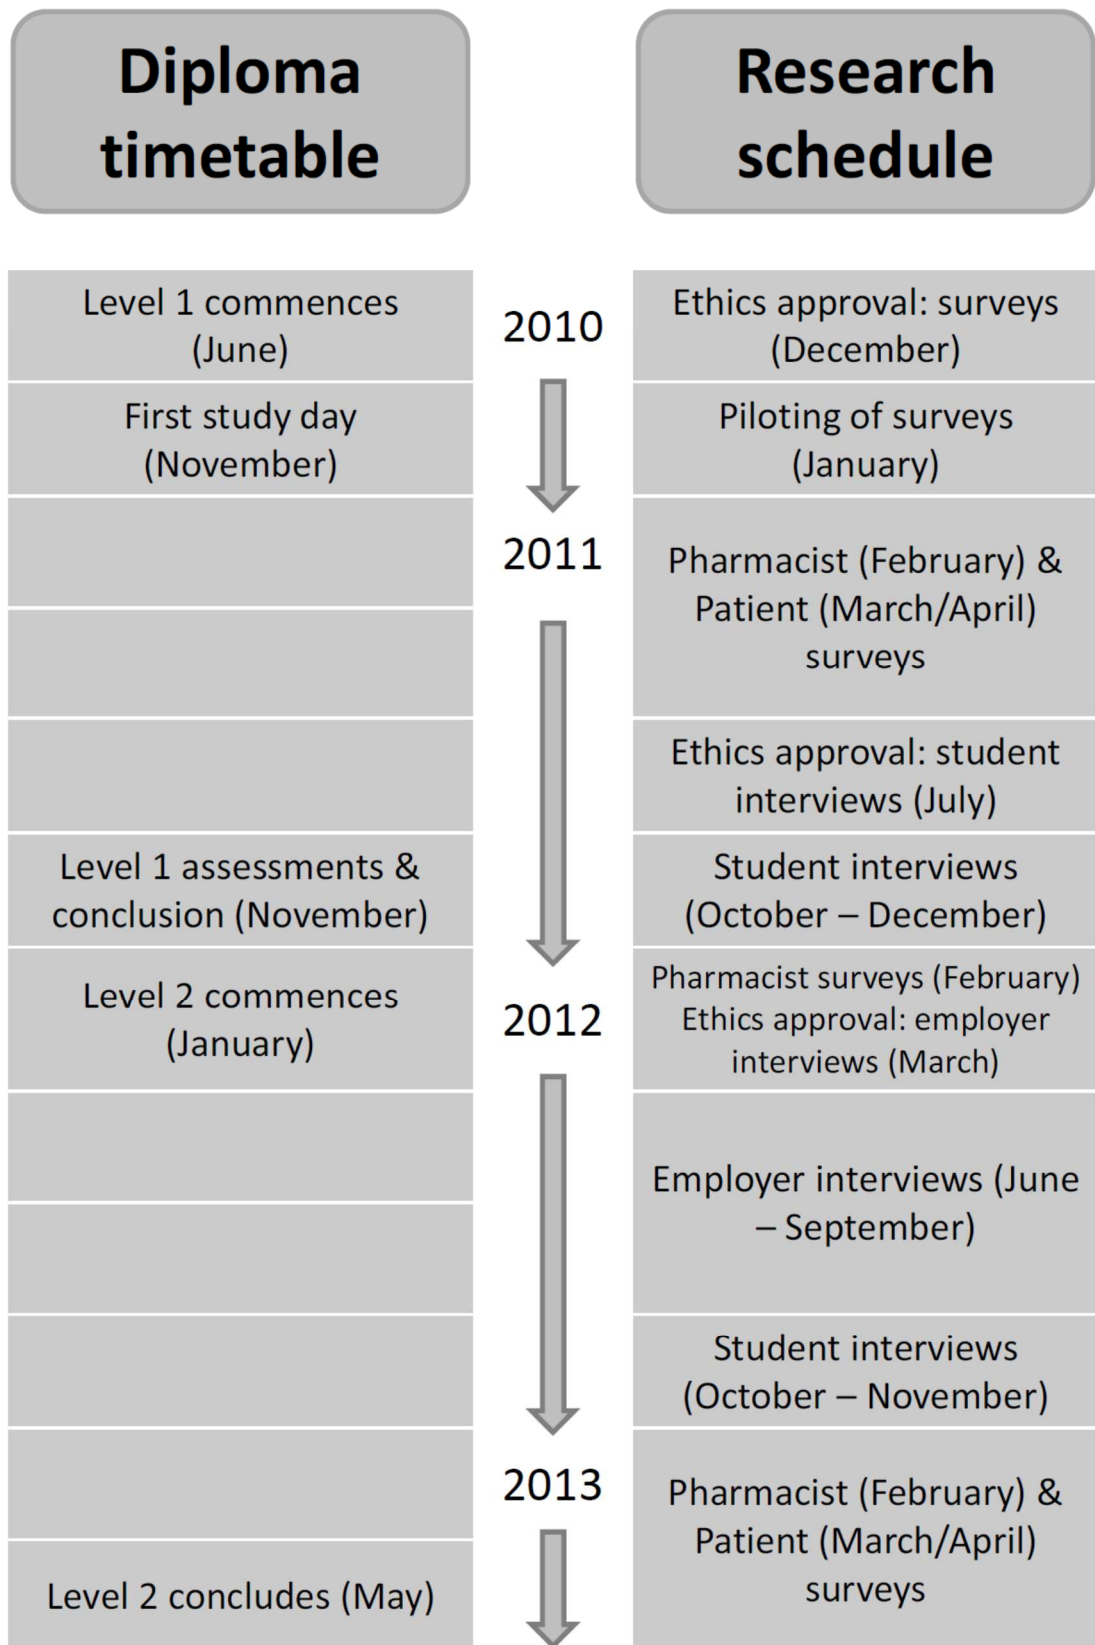 Diploma
timetable
Research
schedule
Level 1 commences
(June)
2010
Ethics approval: surveys
(December)
First study day
(November)
Piloting of surveys
(January)
2011
Pharmacist (February) &
Patient (March/April)
surveys
Ethics approval: student
interviews (July)
Level 1 assessments &
conclusion (November)
Student interviews
(October – December)
Level 2 commences
(January)
2012
Pharmacist surveys (February)
Ethics approval: employer
interviews (March)
Employer interviews (June
– September)
Student interviews
(October – November)
2013
Pharmacist (February) &
Patient (March/April)
surveys
Level 2 concludes (May)